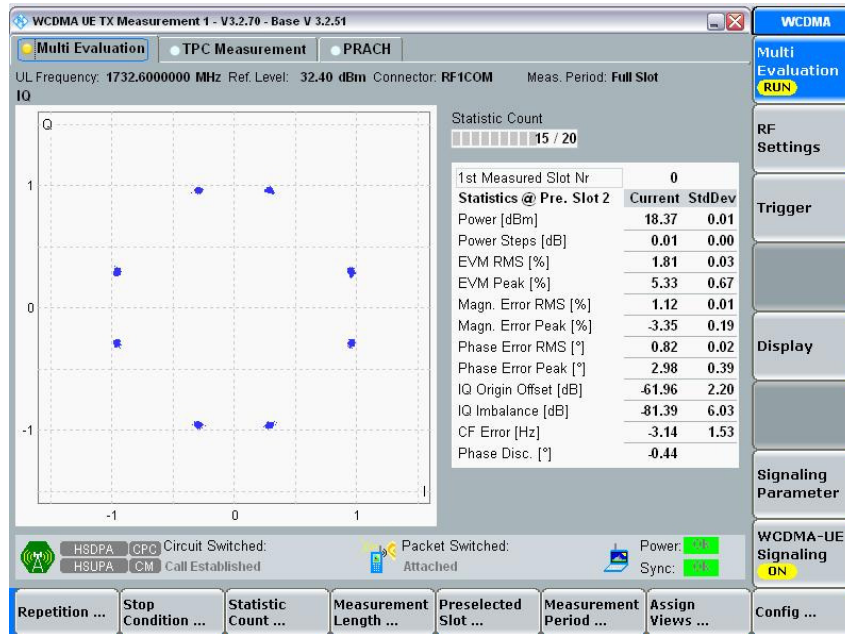 WCDMA UE TX Measurement 1 - V3.2.70 - Base V 3.2.51
WCDMA
Multi Evaluation
TPC Measurement
PRACH
UL Frequency: 1732.6000000 MHz Ref. Level: 32.40 dBm Connector: RF1COM Meas. Period: Full Slot
IQ
Q
1
0
-1
-1 0 1
I
Statistic Count
15 / 20
1st Measured Slot Nr 0
Statistics @ Pre. Slot 2 Current StdDev
Power [dBm] 18.37 0.01
Power Steps [dB] 0.01 0.00
EVM RMS [%] 1.81 0.03
EVM Peak [%] 5.33 0.67
Magn. Error RMS [%] 1.12 0.01
Magn. Error Peak [%] -3.35 0.19
Phase Error RMS [°] 0.82 0.02
Phase Error Peak [°] 2.98 0.39
IQ Origin Offset [dB] -61.96 2.20
IQ Imbalance [dB] -81.39 6.03
CF Error [Hz] -3.14 1.53
Phase Disc. [°] -0.44
Multi
Evaluation
RUN
RF
Settings
Trigger
Display
Signaling
Parameter
WCDMA-UE
Signaling
ON
HSDPA CPC Circuit Switched:
HSUPA CM Call Established
Packet Switched:
Attached
Power: OK
Sync: OK
Repetition ...
Stop
Condition ...
Statistic
Count ...
Measurement
Length ...
Preselected
Slot ...
Measurement
Period ...
Assign
Views ...
Config ...